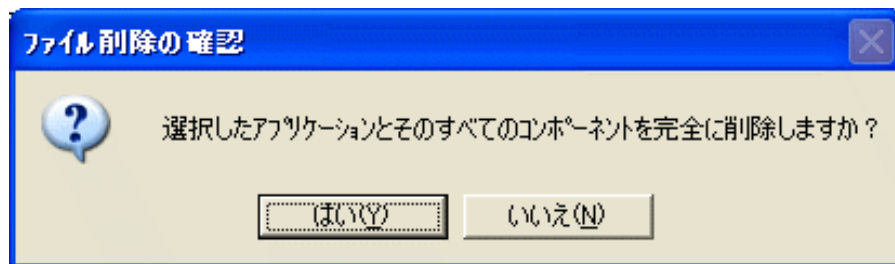 ファイル削除の確認
選択したアプリケーションとそのすべてのコンポーネントを完全に削除しますか？
はい(Y)
いいえ(N)